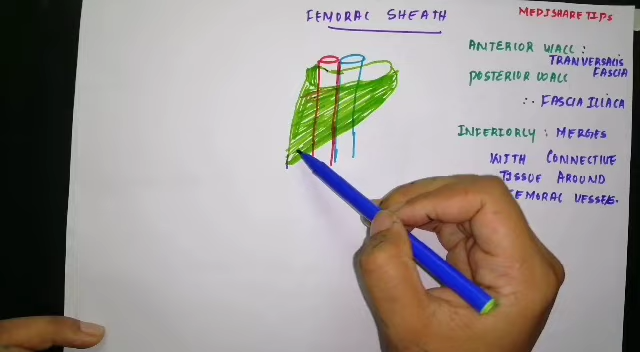 FEMORAL SHEATH
MEDISHARE TIPS
ANTERIOR WALL :
TRANVERSALIS
FASCIA
POSTERIOR WALL
∴ FASCIA ILIACA
INFERIORLY : MERGES
WITH CONNECTIVE
TISSUE AROUND
FEMORAL VESSELS.